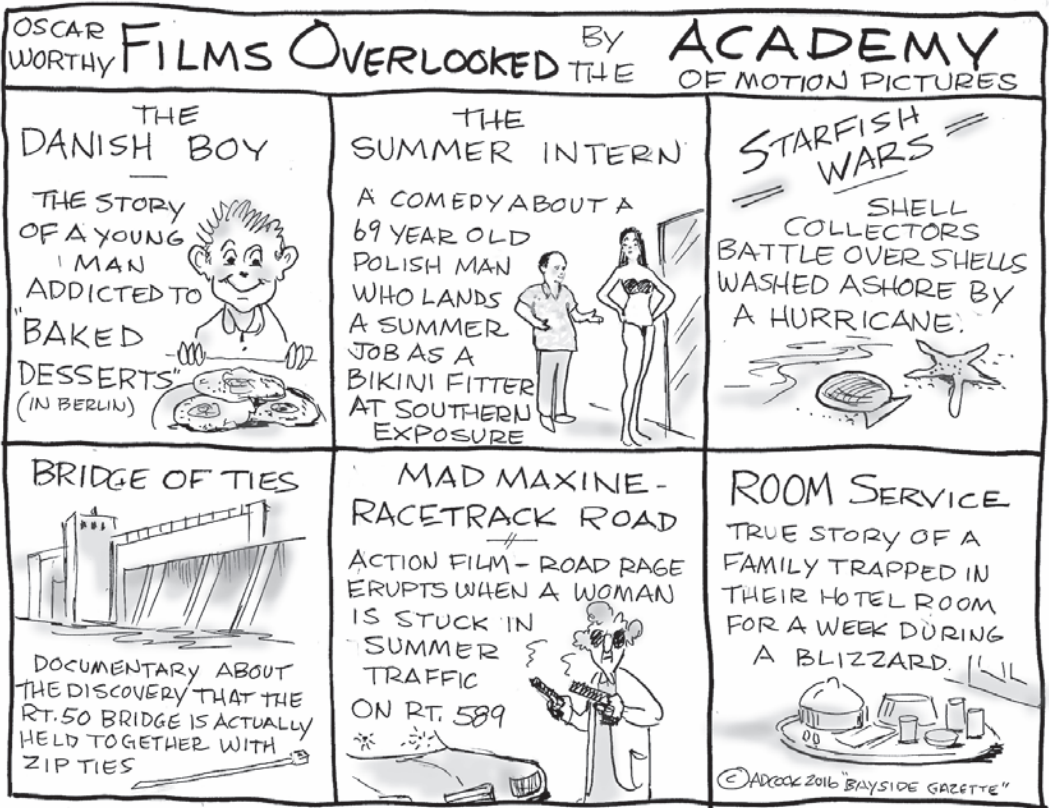 OSCAR WORTHY FILMS OVERLOOKED BY THE ACADEMY OF MOTION PICTURES
THE
DANISH BOY
THE STORY
OF A YOUNG
MAN
ADDICTED TO
"BAKED
DESSERTS"
(IN BERLIN)
THE
SUMMER INTERN
A COMEDY ABOUT A
69 YEAR OLD
POLISH MAN
WHO LANDS
A SUMMER
JOB AS A
BIKINI FITTER
AT SOUTHERN
EXPOSURE
STARFISH
WARS
SHELL
COLLECTORS
BATTLE OVER SHELLS
WASHED ASHORE BY
A HURRICANE.
BRIDGE OF TIES
DOCUMENTARY ABOUT
THE DISCOVERY THAT THE
RT. 50 BRIDGE IS ACTUALLY
HELD TOGETHER WITH
ZIP TIES
MAD MAXINE-
RACETRACK ROAD
ACTION FILM - ROAD RAGE
ERUPTS WHEN A WOMAN
IS STUCK IN
SUMMER
TRAFFIC
ON RT. 589
ROOM SERVICE
TRUE STORY OF A
FAMILY TRAPPED IN
THEIR HOTEL ROOM
FOR A WEEK DURING
A BLIZZARD.
© ADCOCK 2016 "BAYSIDE GAZETTE"